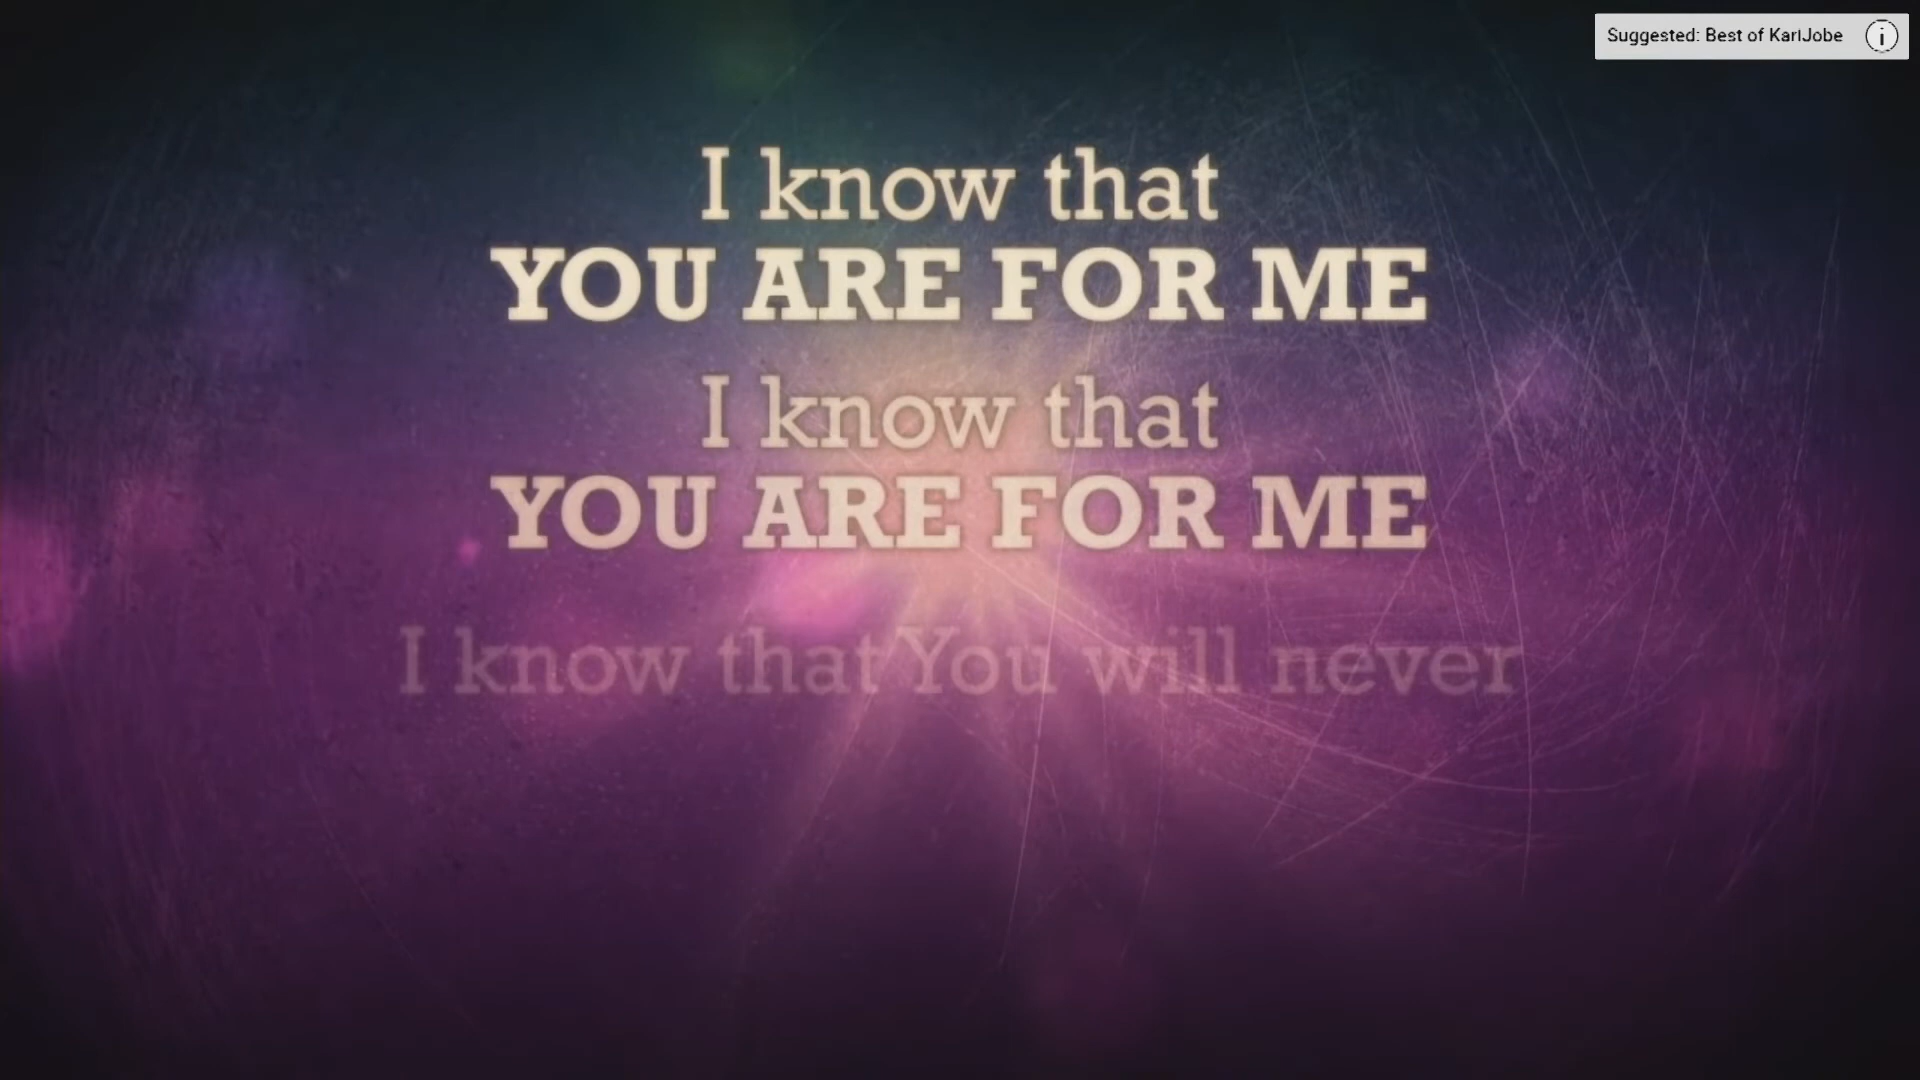 Suggested: Best of KariJobe
I know that
YOU ARE FOR ME
I know that
YOU ARE FOR ME
I know that You will never